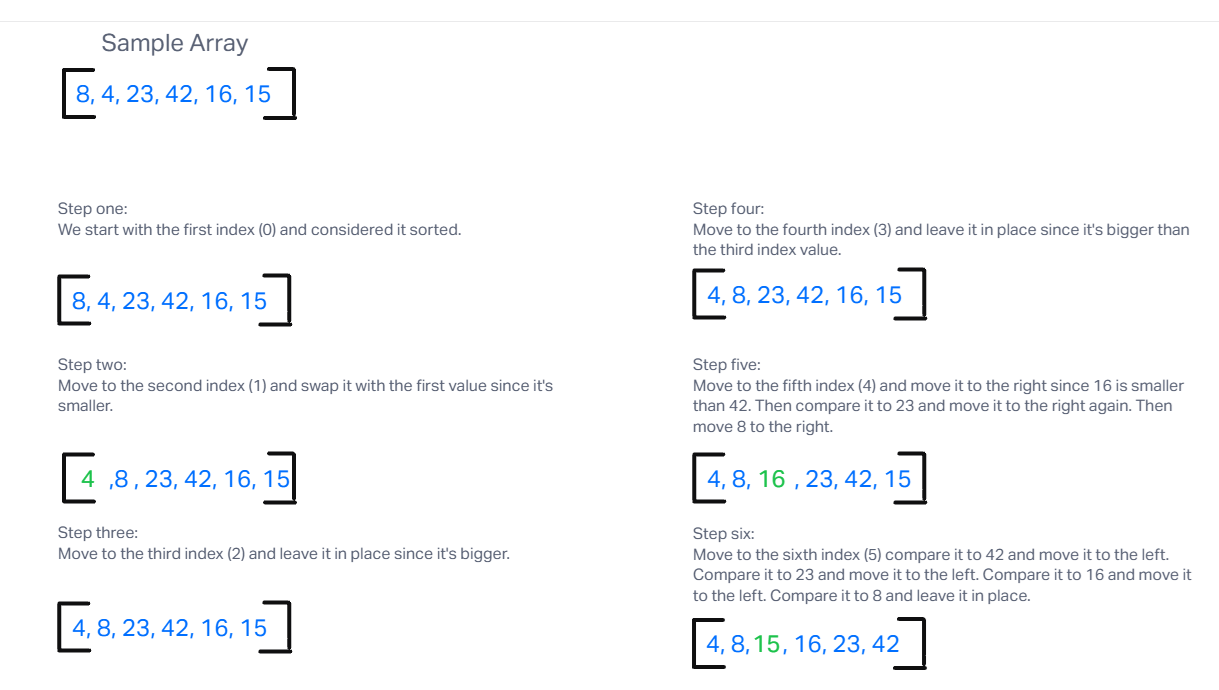 Sample Array
8, 4, 23, 42, 16, 15
Step one:
We start with the first index (0) and considered it sorted.
8, 4, 23, 42, 16, 15
Step two:
Move to the second index (1) and swap it with the first value since it's
smaller.
4 ,8 , 23, 42, 16, 15
Step three:
Move to the third index (2) and leave it in place since it's bigger.
4, 8, 23, 42, 16, 15
Step four:
Move to the fourth index (3) and leave it in place since it's bigger than
the third index value.
4, 8, 23, 42, 16, 15
Step five:
Move to the fifth index (4) and move it to the right since 16 is smaller
than 42. Then compare it to 23 and move it to the right again. Then
move 8 to the right.
4, 8, 16 , 23, 42, 15
Step six:
Move to the sixth index (5) compare it to 42 and move it to the left.
Compare it to 23 and move it to the left. Compare it to 16 and move it
to the left. Compare it to 8 and leave it in place.
4, 8, 15, 16, 23, 42